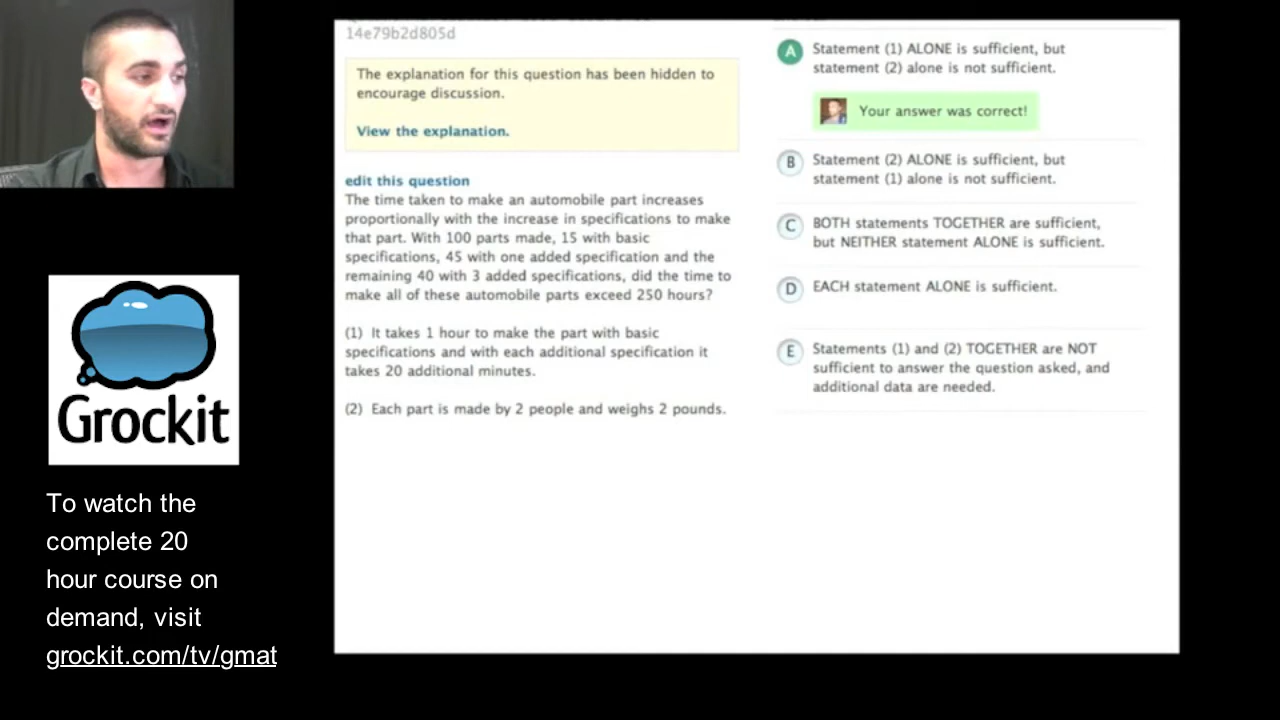 14e79b2d805d
The explanation for this question has been hidden to
encourage discussion.
View the explanation.
edit this question
The time taken to make an automobile part increases
proportionally with the increase in specifications to make
that part. With 100 parts made, 15 with basic
specifications, 45 with one added specification and the
remaining 40 with 3 added specifications, did the time to
make all of these automobile parts exceed 250 hours?
(1) It takes 1 hour to make the part with basic
specifications and with each additional specification it
takes 20 additional minutes.
(2) Each part is made by 2 people and weighs 2 pounds.
A Statement (1) ALONE is sufficient, but
statement (2) alone is not sufficient.
Your answer was correct!
B Statement (2) ALONE is sufficient, but
statement (1) alone is not sufficient.
C BOTH statements TOGETHER are sufficient,
but NEITHER statement ALONE is sufficient.
D EACH statement ALONE is sufficient.
E Statements (1) and (2) TOGETHER are NOT
sufficient to answer the question asked, and
additional data are needed.
Grockit
To watch the
complete 20
hour course on
demand, visit
grockit.com/tv/gmat